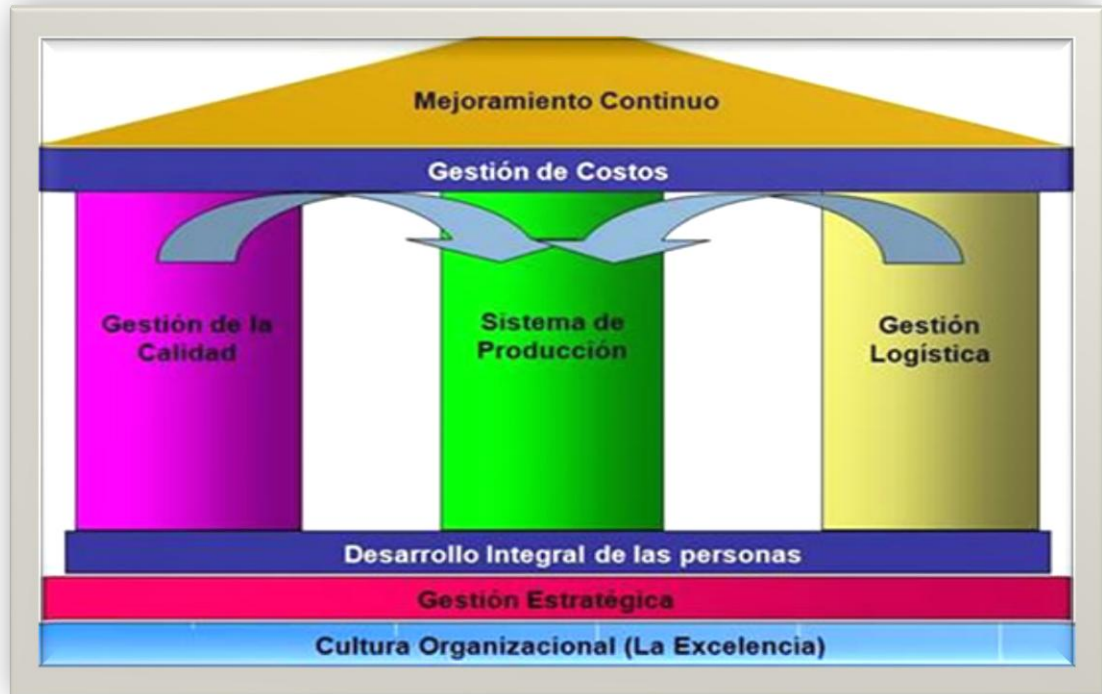 Mejoramiento Continuo
Gestión de Costos
Gestión de la
Calidad
Sistema de
Producción
Gestión
Logística
Desarrollo Integral de las personas
Gestión Estratégica
Cultura Organizacional (La Excelencia)